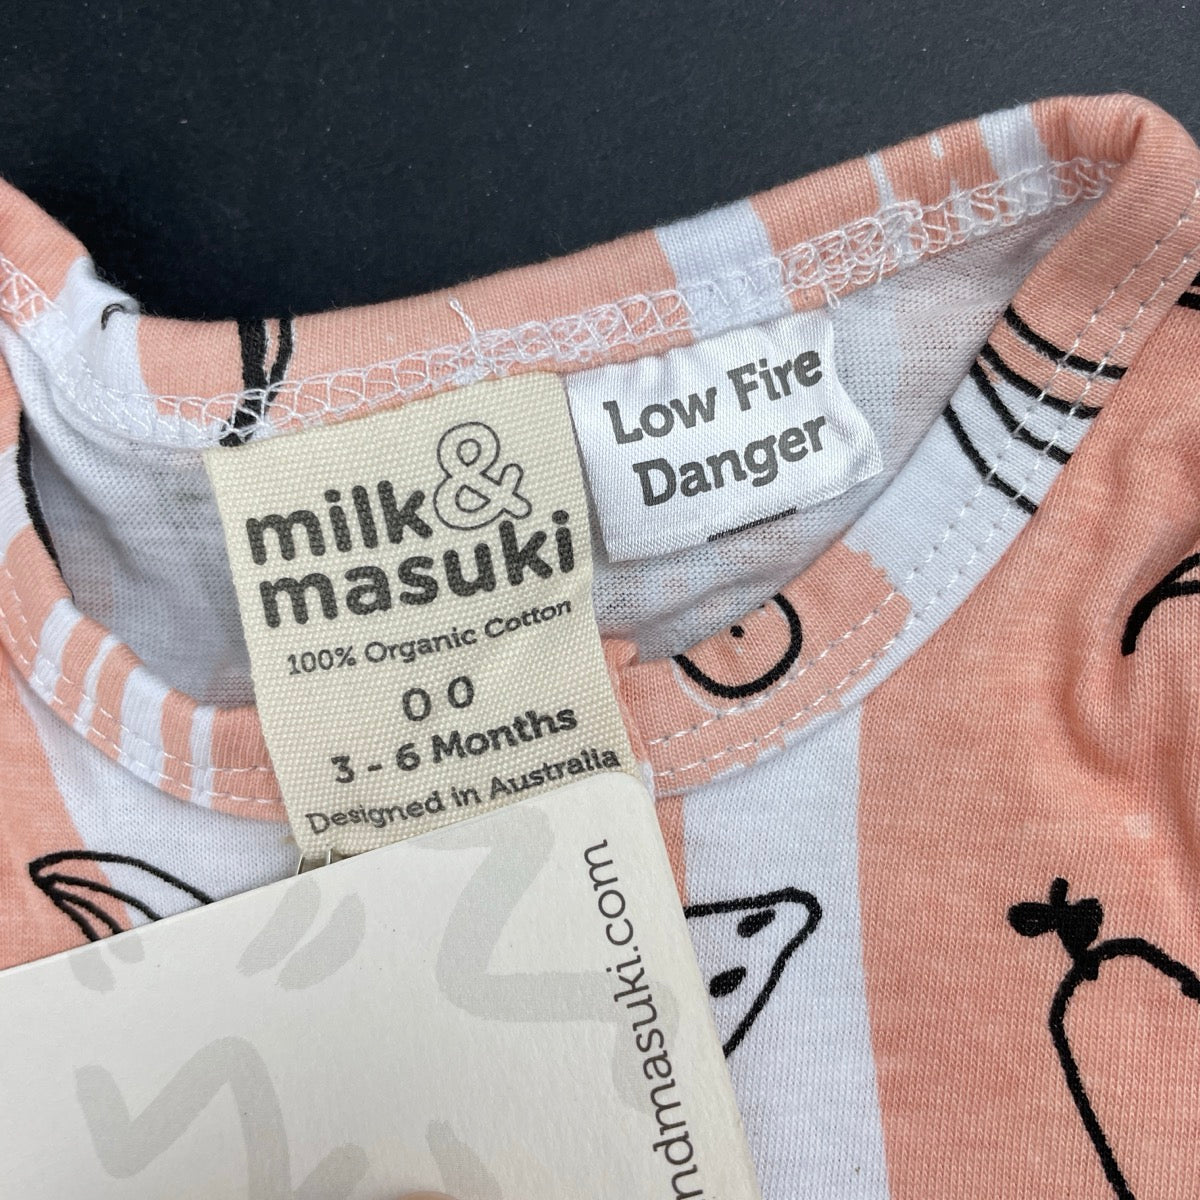 milk &
masuki
100% Organic Cotton
0 0
3 - 6 Months
Designed in Australia
Low Fire
Danger
ndmasuki.com